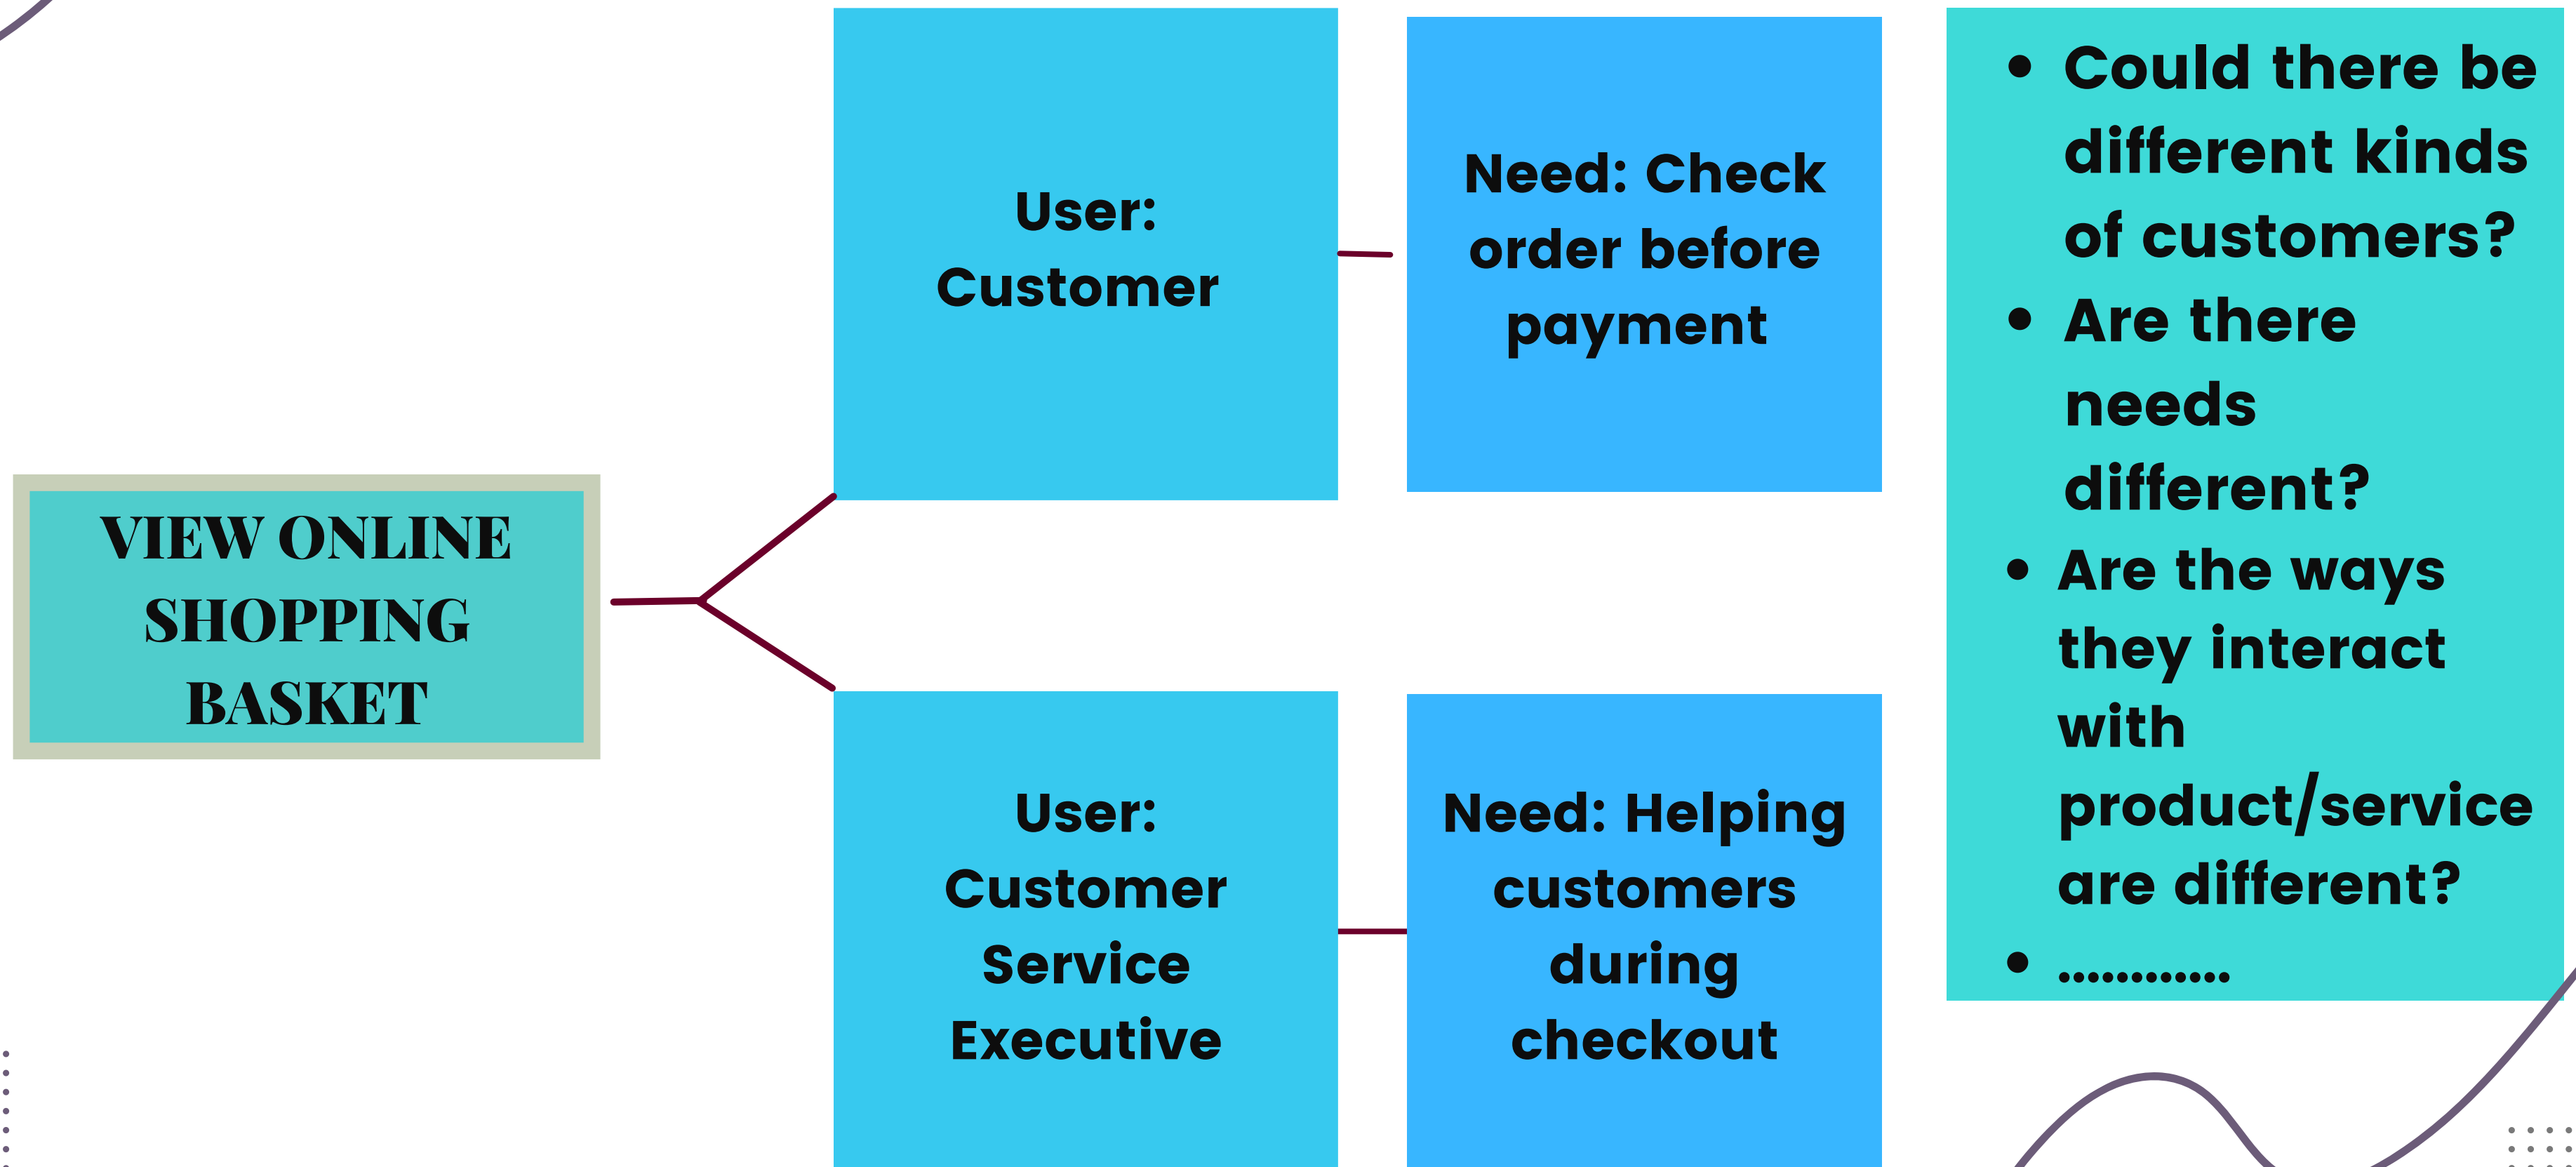 VIEW ONLINE
SHOPPING
BASKET
User:
Customer
Need: Check
order before
payment
User:
Customer
Service
Executive
Need: Helping
customers
during
checkout
• Could there be
different kinds
of customers?
• Are there
needs
different?
• Are the ways
they interact
with
product/service
are different?
• ............